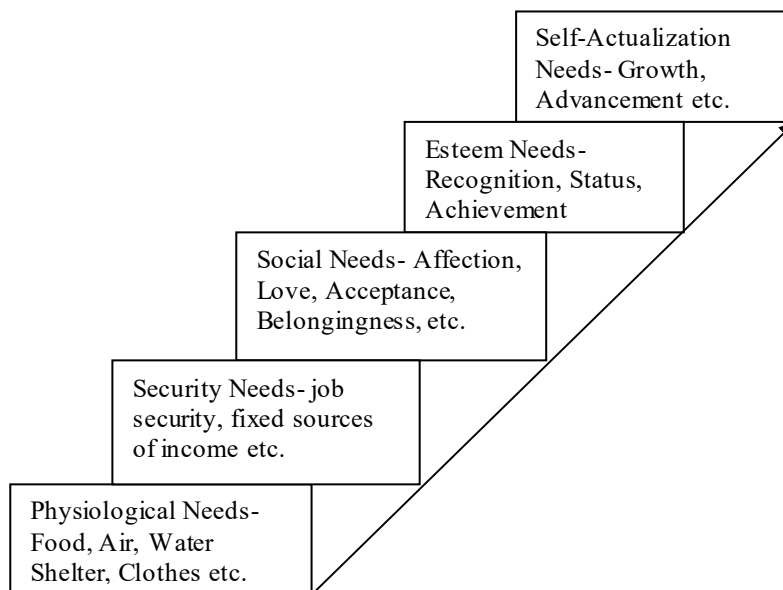 Self-Actualization
Needs- Growth,
Advancement etc.
Esteem Needs-
Recognition, Status,
Achievement
Social Needs- Affection,
Love, Acceptance,
Belongingness, etc.
Security Needs- job
security, fixed sources
of income etc.
Physiological Needs-
Food, Air, Water
Shelter, Clothes etc.